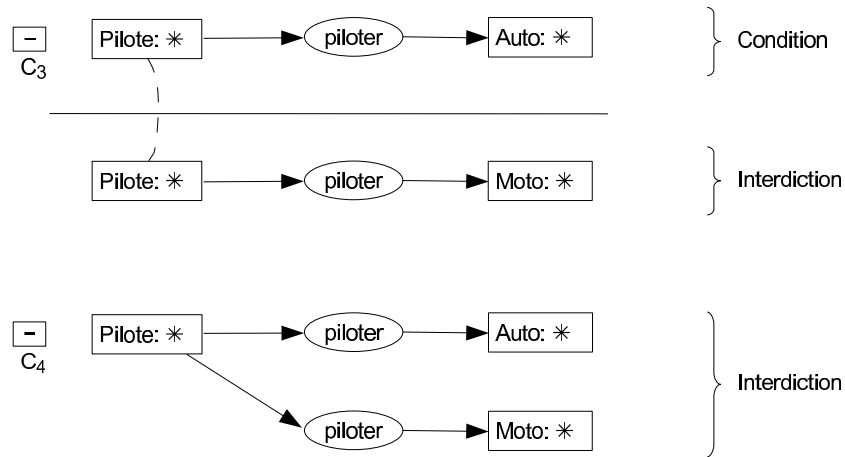 – Pilote: ✳ piloter Auto: ✳ Condition
C3
Pilote: ✳ piloter Moto: ✳ Interdiction
– Pilote: ✳ piloter Auto: ✳
C4 Interdiction
piloter Moto: ✳